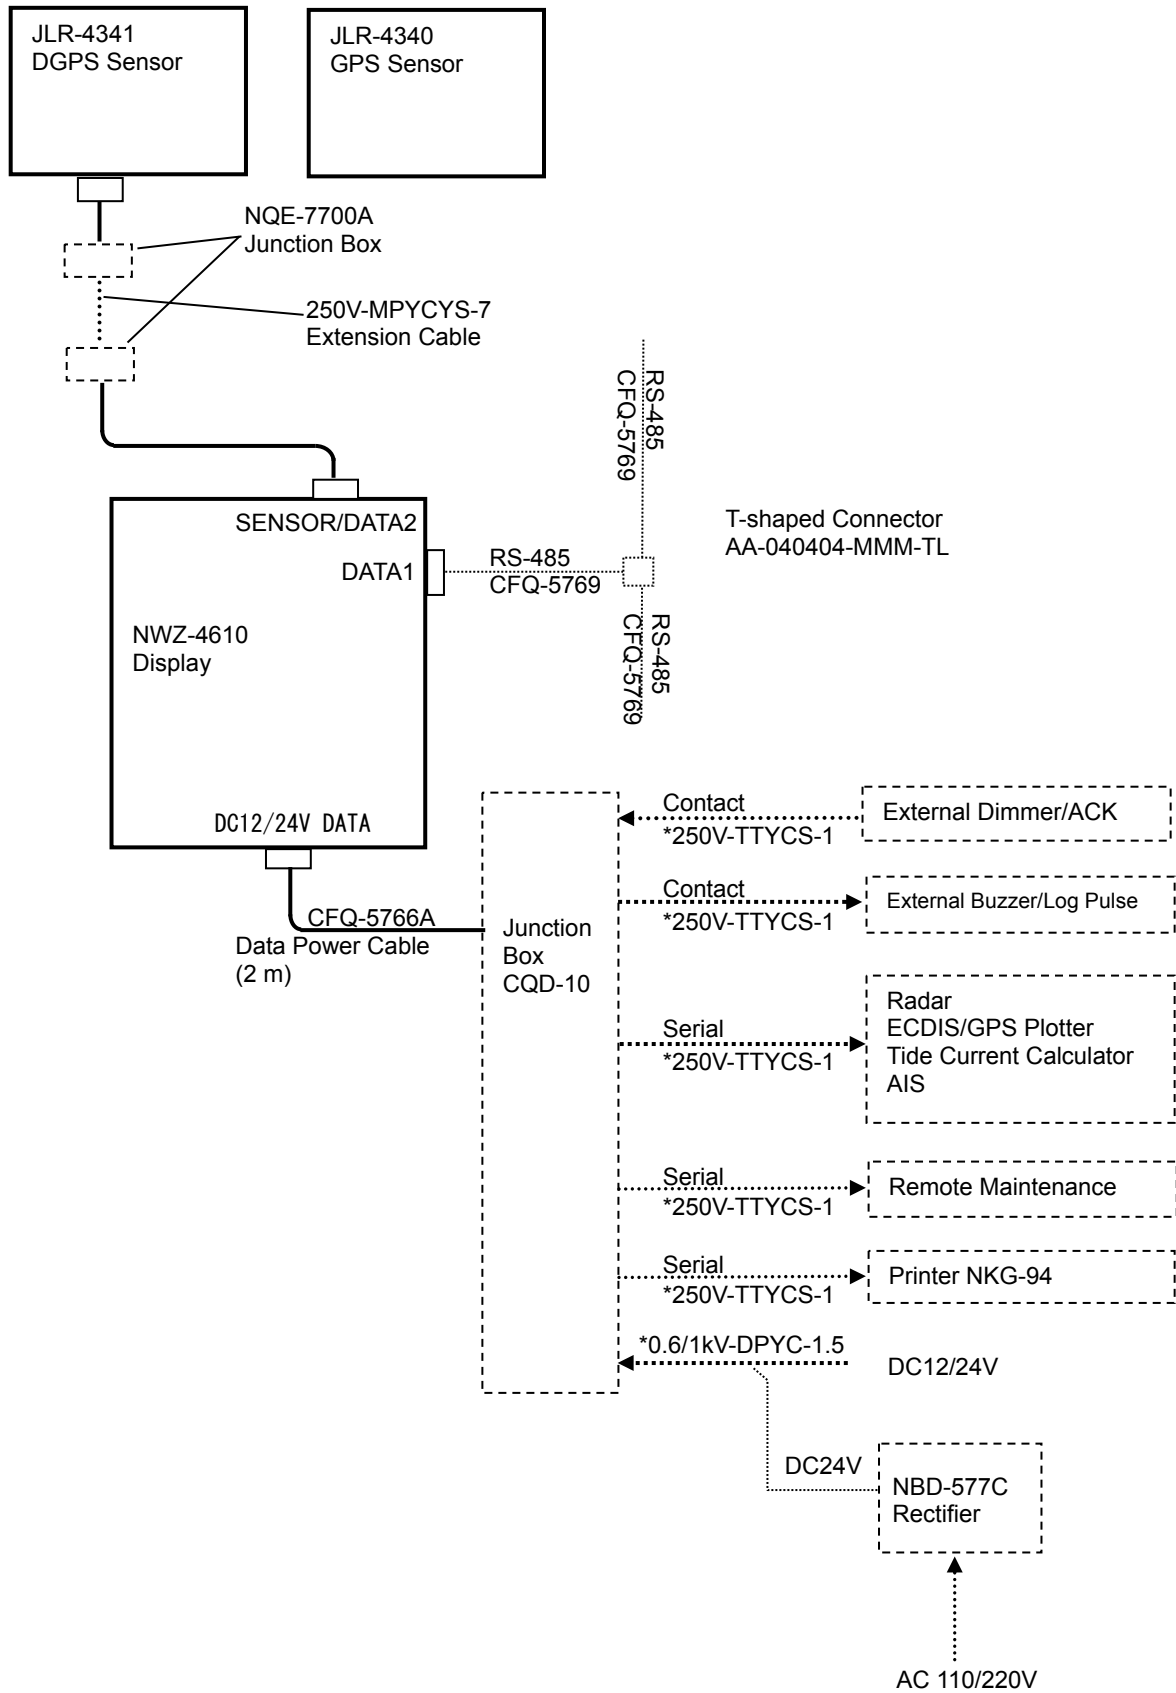 JLR-4341
DGPS Sensor
JLR-4340
GPS Sensor
NQE-7700A
Junction Box
250V-MPYCYS-7
Extension Cable
RS-485
CFQ-5769
T-shaped Connector
AA-040404-MMM-TL
SENSOR/DATA2
DATA1
RS-485
CFQ-5769
RS-485
CFQ-5769
NWZ-4610
Display
DC12/24V DATA
CFQ-5766A
Data Power Cable
(2 m)
Junction
Box
CQD-10
Contact
*250V-TTYCS-1
External Dimmer/ACK
Contact
*250V-TTYCS-1
External Buzzer/Log Pulse
Serial
*250V-TTYCS-1
Radar
ECDIS/GPS Plotter
Tide Current Calculator
AIS
Serial
*250V-TTYCS-1
Remote Maintenance
Serial
*250V-TTYCS-1
Printer NKG-94
*0.6/1kV-DPYC-1.5
DC12/24V
DC24V
NBD-577C
Rectifier
AC 110/220V